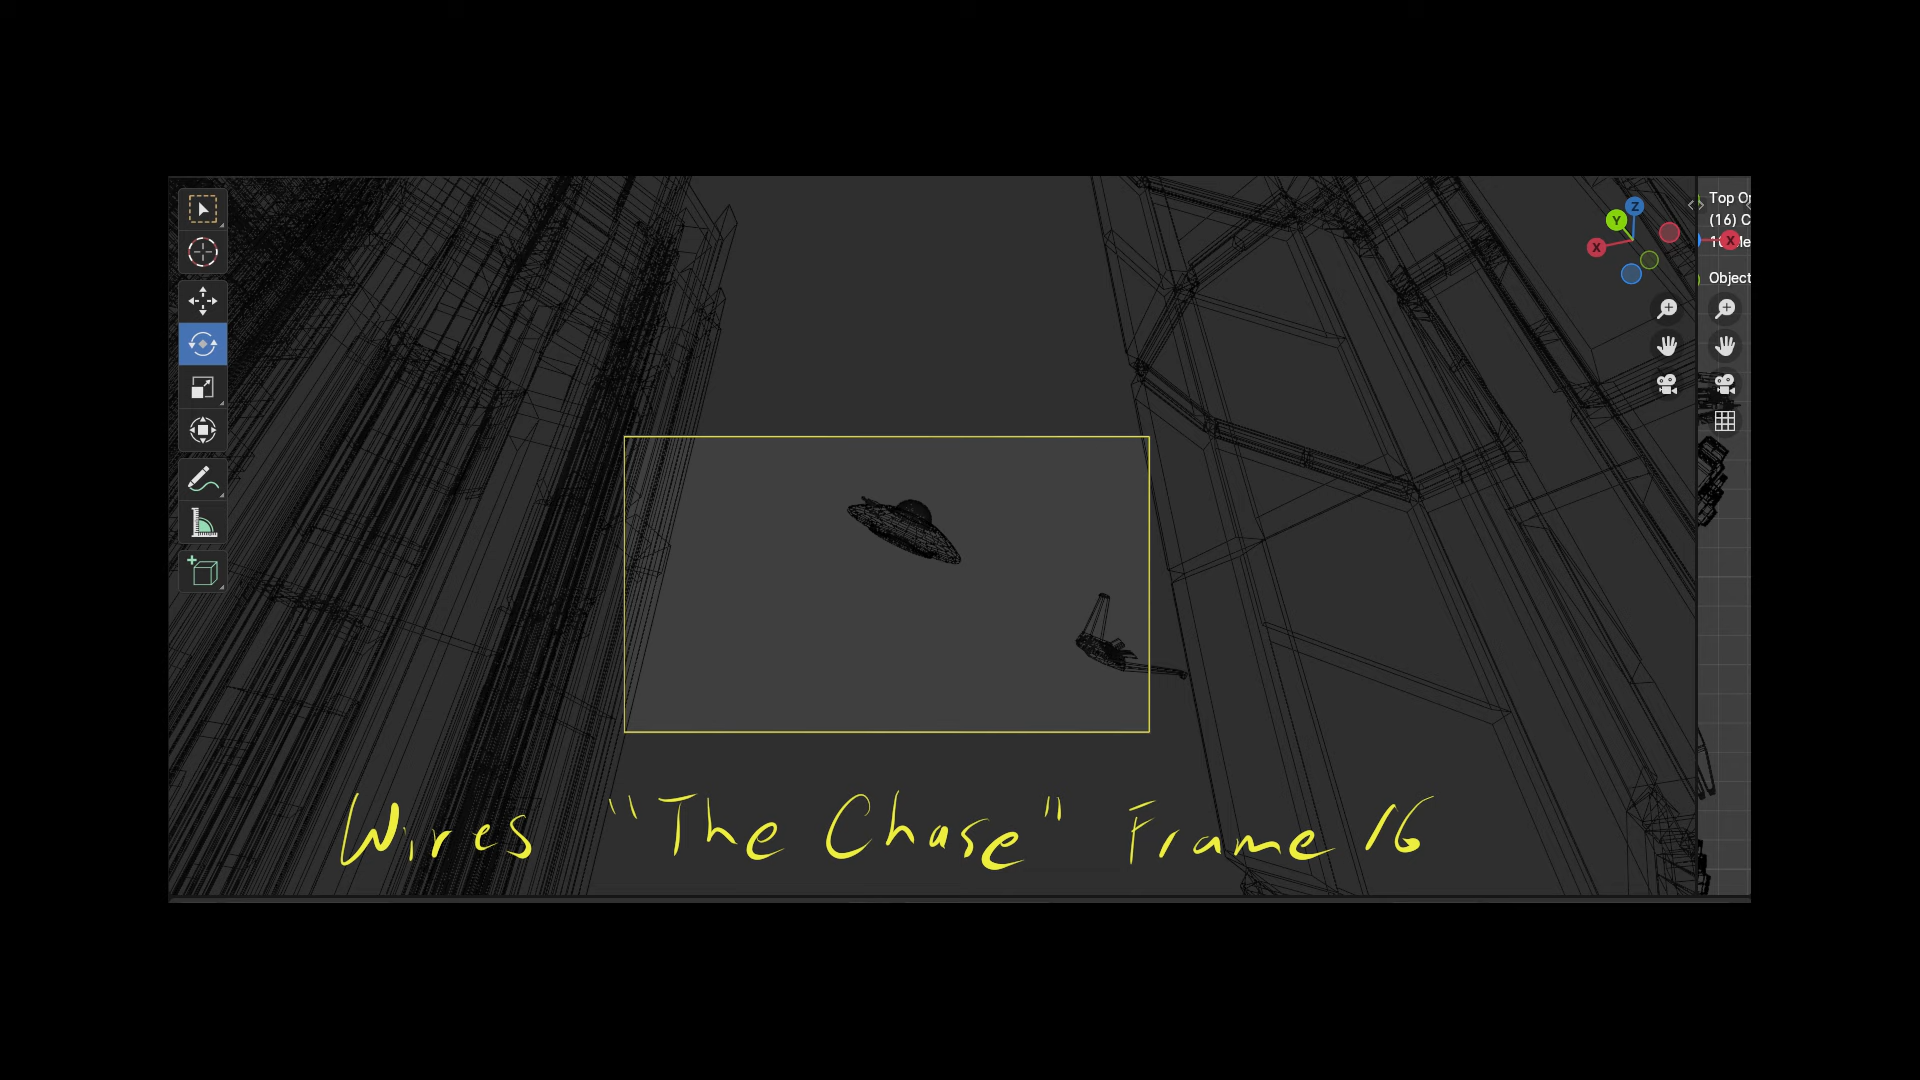 Top O
(16) C
Object
Z
Y
X
X
Wires "The Chase" Frame 16